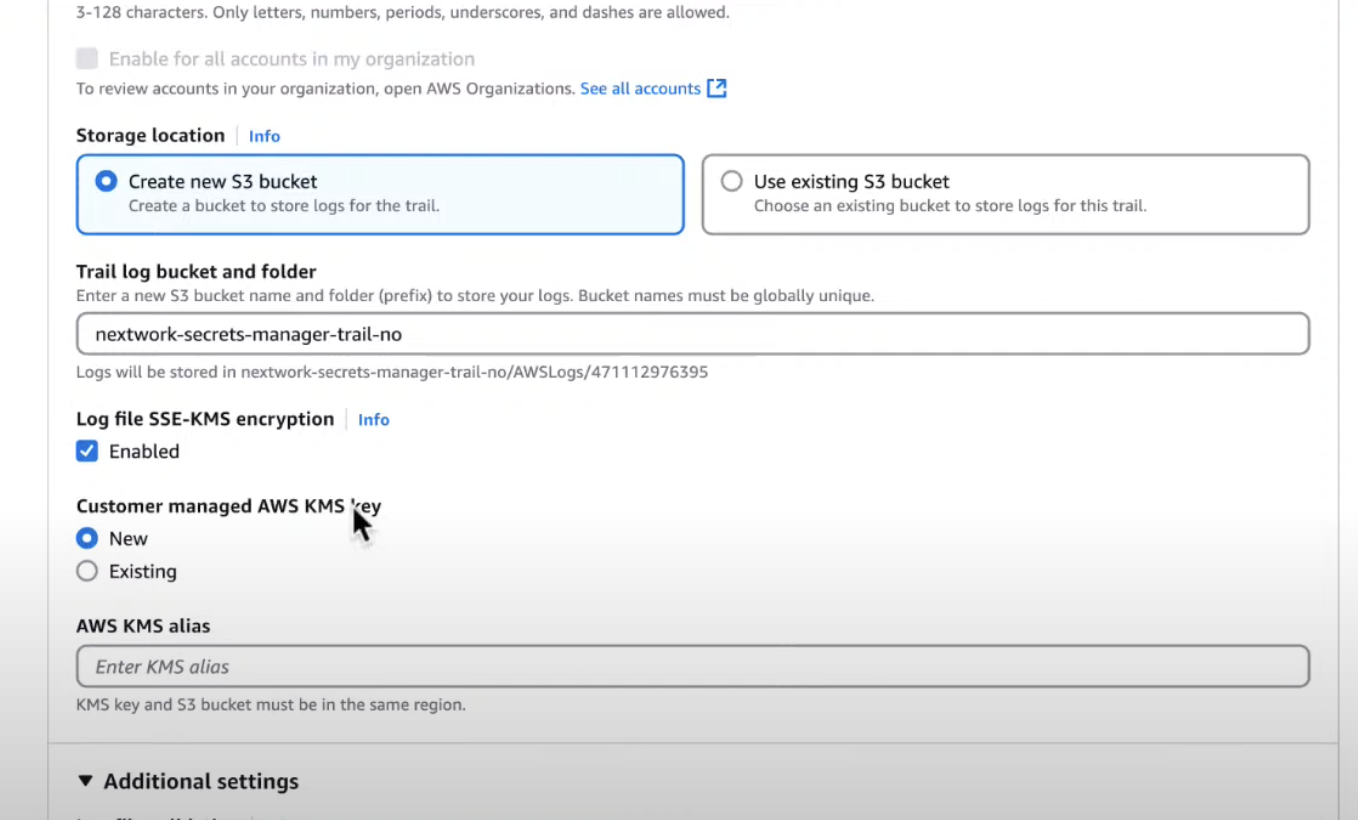 3-128 characters. Only letters, numbers, periods, underscores, and dashes are allowed.
Enable for all accounts in my organization
To review accounts in your organization, open AWS Organizations. See all accounts
Storage location Info
Create new S3 bucket
Create a bucket to store logs for the trail.
Use existing S3 bucket
Choose an existing bucket to store logs for this trail.
Trail log bucket and folder
Enter a new S3 bucket name and folder (prefix) to store your logs. Bucket names must be globally unique.
nextwork-secrets-manager-trail-no
Logs will be stored in nextwork-secrets-manager-trail-no/AWSLogs/471112976395
Log file SSE-KMS encryption Info
Enabled
Customer managed AWS KMS key
New
Existing
AWS KMS alias
Enter KMS alias
KMS key and S3 bucket must be in the same region.
Additional settings